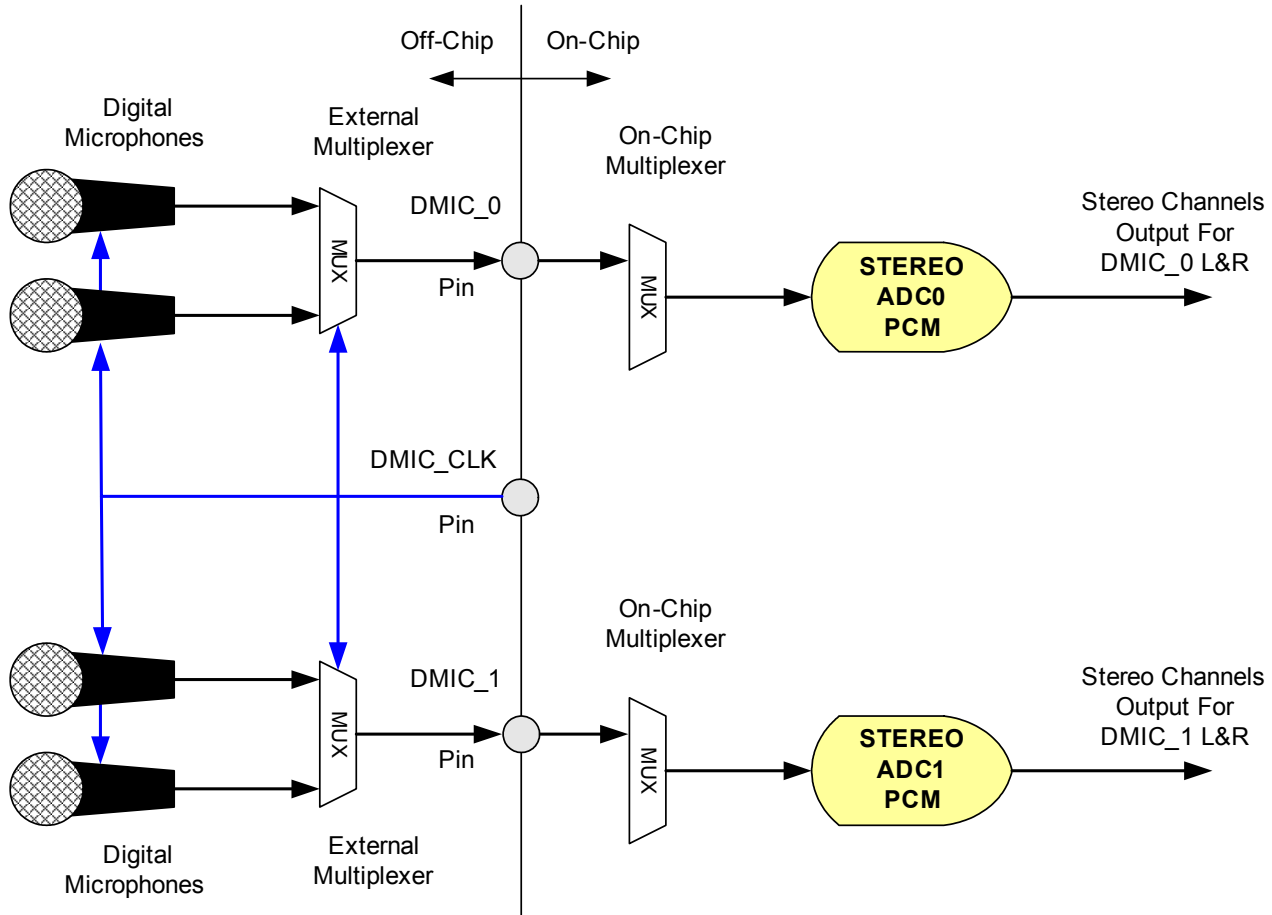 Off-Chip
On-Chip
Digital
Microphones
External
Multiplexer
On-Chip
Multiplexer
MUX
DMIC_0
Pin
MUX
STEREO
ADC0
PCM
Stereo Channels
Output For
DMIC_0 L&R
DMIC_CLK
Pin
On-Chip
Multiplexer
MUX
DMIC_1
Pin
MUX
STEREO
ADC1
PCM
Stereo Channels
Output For
DMIC_1 L&R
Digital
Microphones
External
Multiplexer